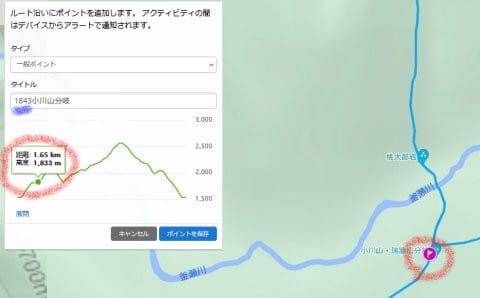 ルート沿いにポイントを追加します。 アクティビティの間
はデバイスからアラートで通知されます。
タイプ
一般ポイント
タイトル
1843小川山分岐
3,000
2,500
2,000
1,500
距離: 1.65 km
高度: 1,833 m
展開
キャンセル
ポイントを保存
桃太郎岩
釜瀬川
小川山・瑞牆山分
釜瀬川